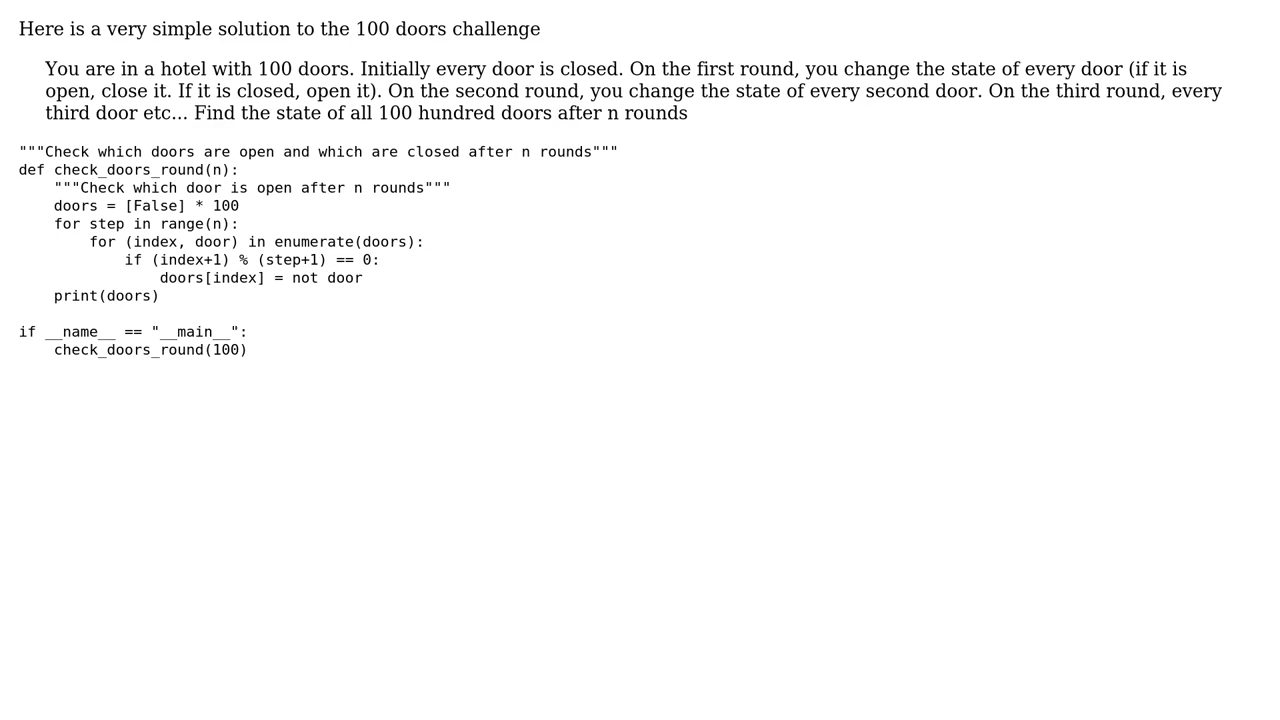 Here is a very simple solution to the 100 doors challenge
You are in a hotel with 100 doors. Initially every door is closed. On the first round, you change the state of every door (if it is
open, close it. If it is closed, open it). On the second round, you change the state of every second door. On the third round, every
third door etc... Find the state of all 100 hundred doors after n rounds
"""Check which doors are open and which are closed after n rounds"""
def check_doors_round(n):
    """Check which door is open after n rounds"""
    doors = [False] * 100
    for step in range(n):
        for (index, door) in enumerate(doors):
            if (index+1) % (step+1) == 0:
                doors[index] = not door
    print(doors)

if __name__ == "__main__":
    check_doors_round(100)